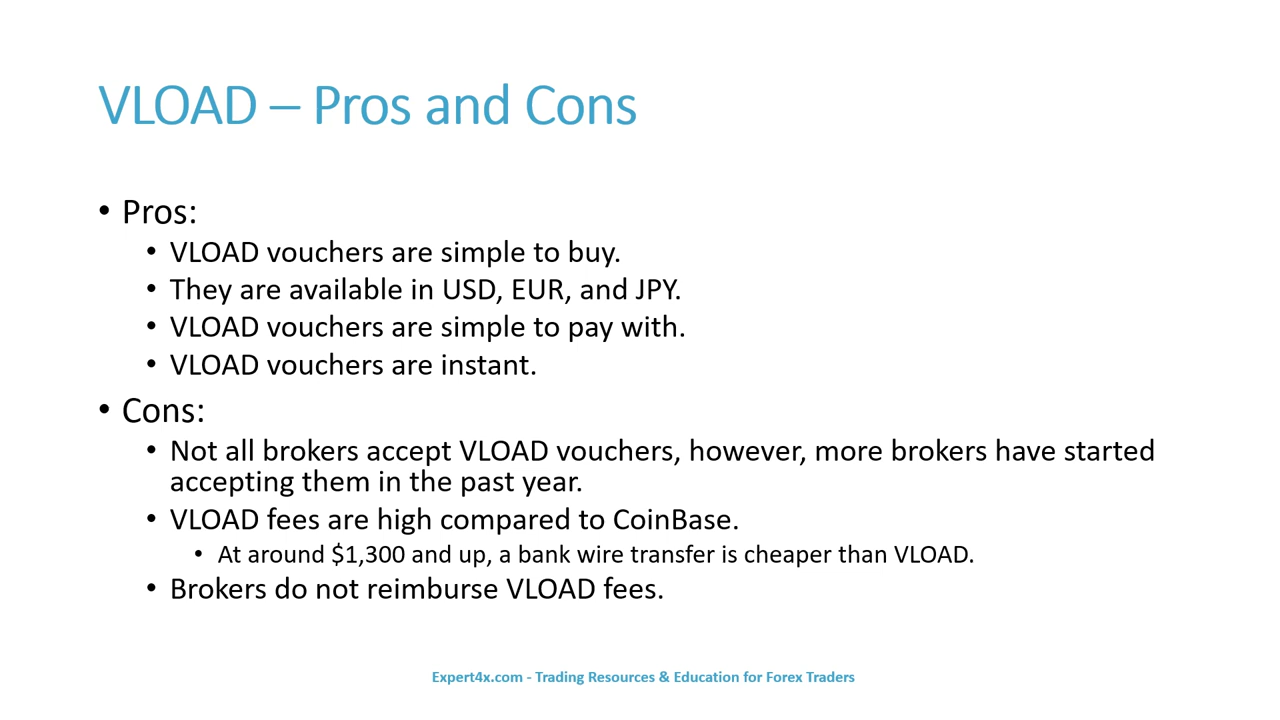 VLOAD – Pros and Cons
• Pros:
• VLOAD vouchers are simple to buy.
• They are available in USD, EUR, and JPY.
• VLOAD vouchers are simple to pay with.
• VLOAD vouchers are instant.
• Cons:
• Not all brokers accept VLOAD vouchers, however, more brokers have started
accepting them in the past year.
• VLOAD fees are high compared to CoinBase.
• At around $1,300 and up, a bank wire transfer is cheaper than VLOAD.
• Brokers do not reimburse VLOAD fees.
Expert4x.com - Trading Resources & Education for Forex Traders